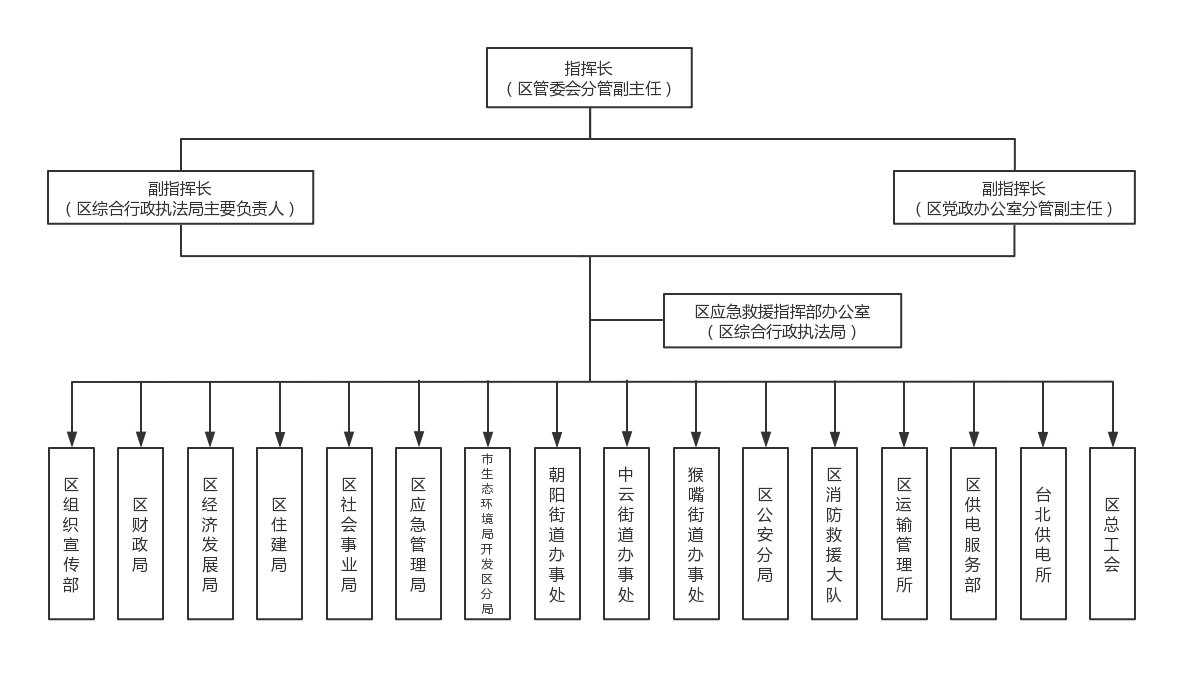 指挥长
（区管委会分管副主任）
副指挥长
（区综合行政执法局主要负责人）
副指挥长
（区党政办公室分管副主任）
区应急救援指挥部办公室
（区综合行政执法局）
区组织宣传部
区财政局
区经济发展局
区住建局
区社会事业局
区应急管理局
市生态环境局开发区分局
朝阳街道办事处
中云街道办事处
猴嘴街道办事处
区公安分局
区消防救援大队
区运输管理所
区供电服务部
台北供电所
区总工会